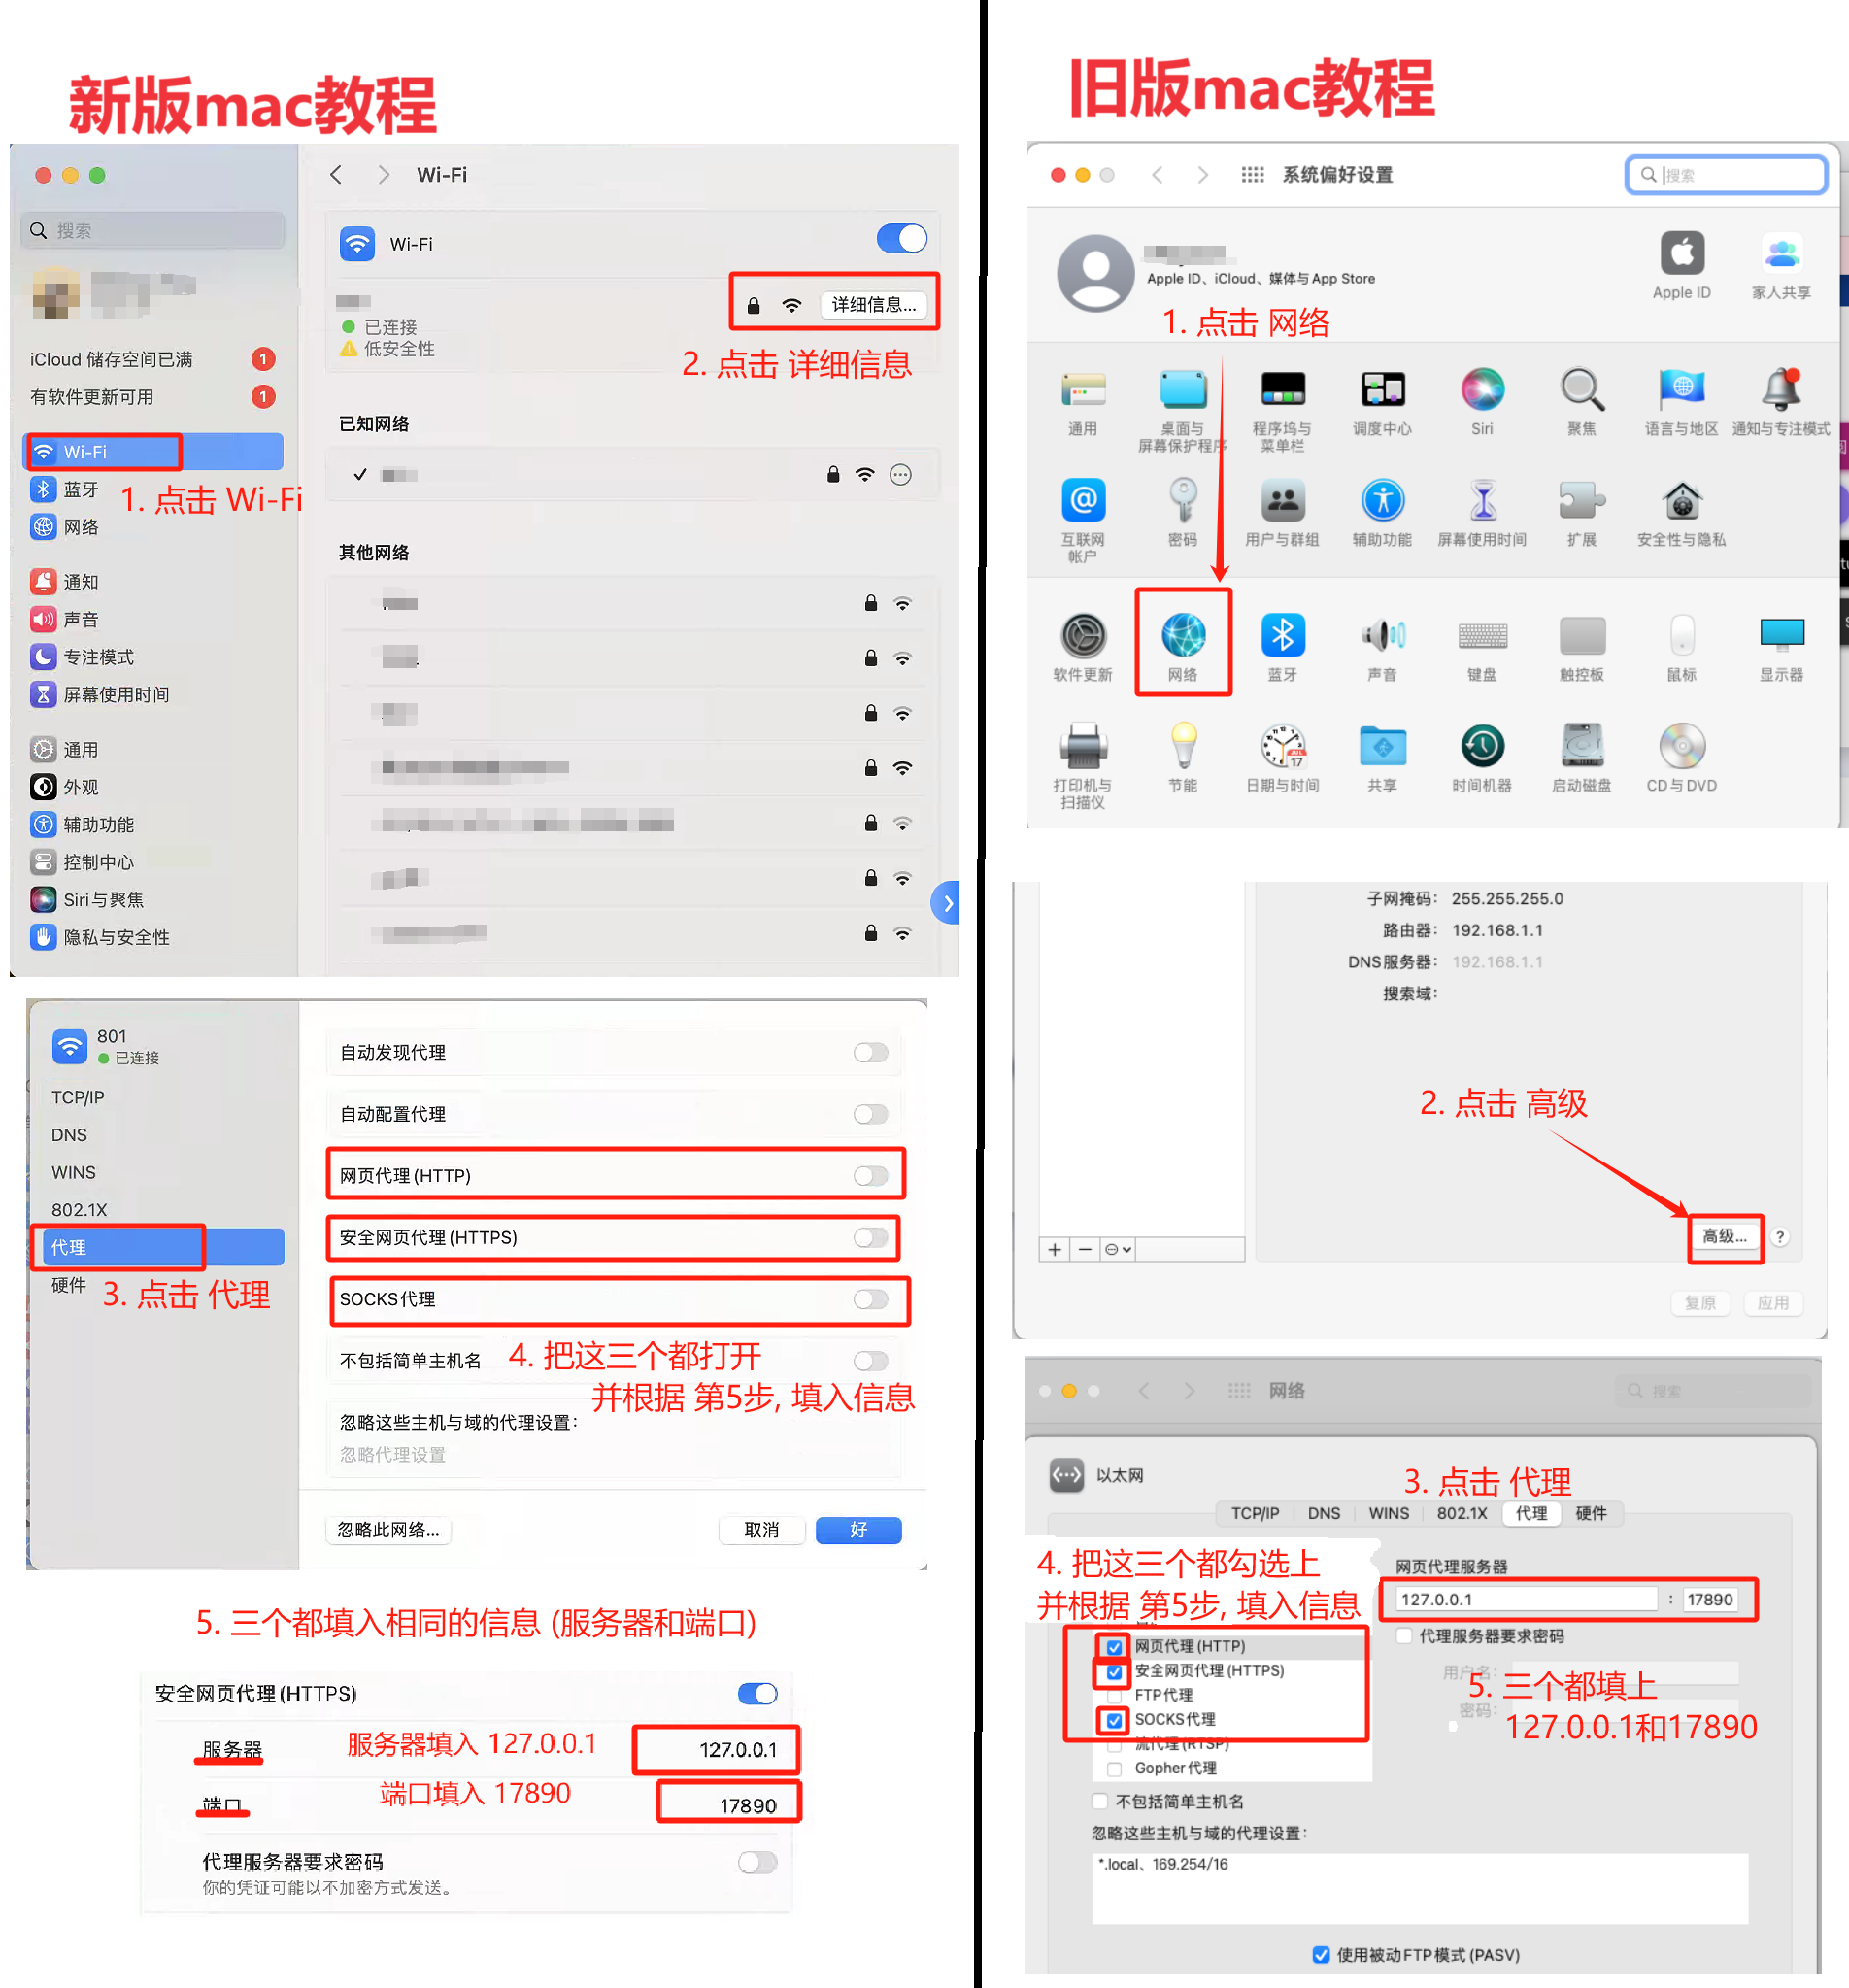 新版mac教程
Wi-Fi
搜索
Wi-Fi
详细信息...
已连接
低安全性
2. 点击 详细信息
iCloud 储存空间已满
1
有软件更新可用
1
已知网络
Wi-Fi
蓝牙
1. 点击 Wi-Fi
网络
其他网络
通知
声音
专注模式
屏幕使用时间
通用
外观
辅助功能
控制中心
Siri与聚焦
隐私与安全性
801
已连接
TCP/IP
DNS
WINS
802.1X
代理
硬件
3. 点击 代理
自动发现代理
自动配置代理
网页代理(HTTP)
安全网页代理(HTTPS)
SOCKS代理
不包括简单主机名
4. 把这三个都打开
并根据 第5步, 填入信息
忽略这些主机与域的代理设置：
忽略代理设置
忽略此网络...
取消
好
5. 三个都填入相同的信息 (服务器和端口)
安全网页代理(HTTPS)
服务器
服务器填入 127.0.0.1
127.0.0.1
端口
端口填入 17890
17890
代理服务器要求密码
你的凭证可能以不加密方式发送。
旧版mac教程
系统偏好设置
搜索
Apple ID、iCloud、媒体与App Store
Apple ID
家人共享
1. 点击 网络
通用
桌面与
屏幕保护程序
程序坞与
菜单栏
调度中心
Siri
聚焦
语言与地区
通知与专注模式
互联网
帐户
密码
用户与群组
辅助功能
屏幕使用时间
扩展
安全性与隐私
软件更新
网络
蓝牙
声音
键盘
触控板
鼠标
显示器
打印机与
扫描仪
节能
JUL
17
日期与时间
共享
时间机器
启动磁盘
CD与DVD
子网掩码： 255.255.255.0
路由器： 192.168.1.1
DNS服务器： 192.168.1.1
搜索域：
2. 点击 高级
高级...
?
复原
应用
网络
搜索
以太网
3. 点击 代理
TCP/IP
DNS
WINS
802.1X
代理
硬件
4. 把这三个都勾选上
并根据 第5步, 填入信息
网页代理服务器
127.0.0.1 : 17890
代理服务器要求密码
网页代理(HTTP)
安全网页代理(HTTPS)
FTP代理
SOCKS代理
流代理(RTSP)
Gopher代理
用户名：
密码：
5. 三个都填上
127.0.0.1和17890
不包括简单主机名
忽略这些主机与域的代理设置：
*.local、169.254/16
使用被动FTP模式(PASV)